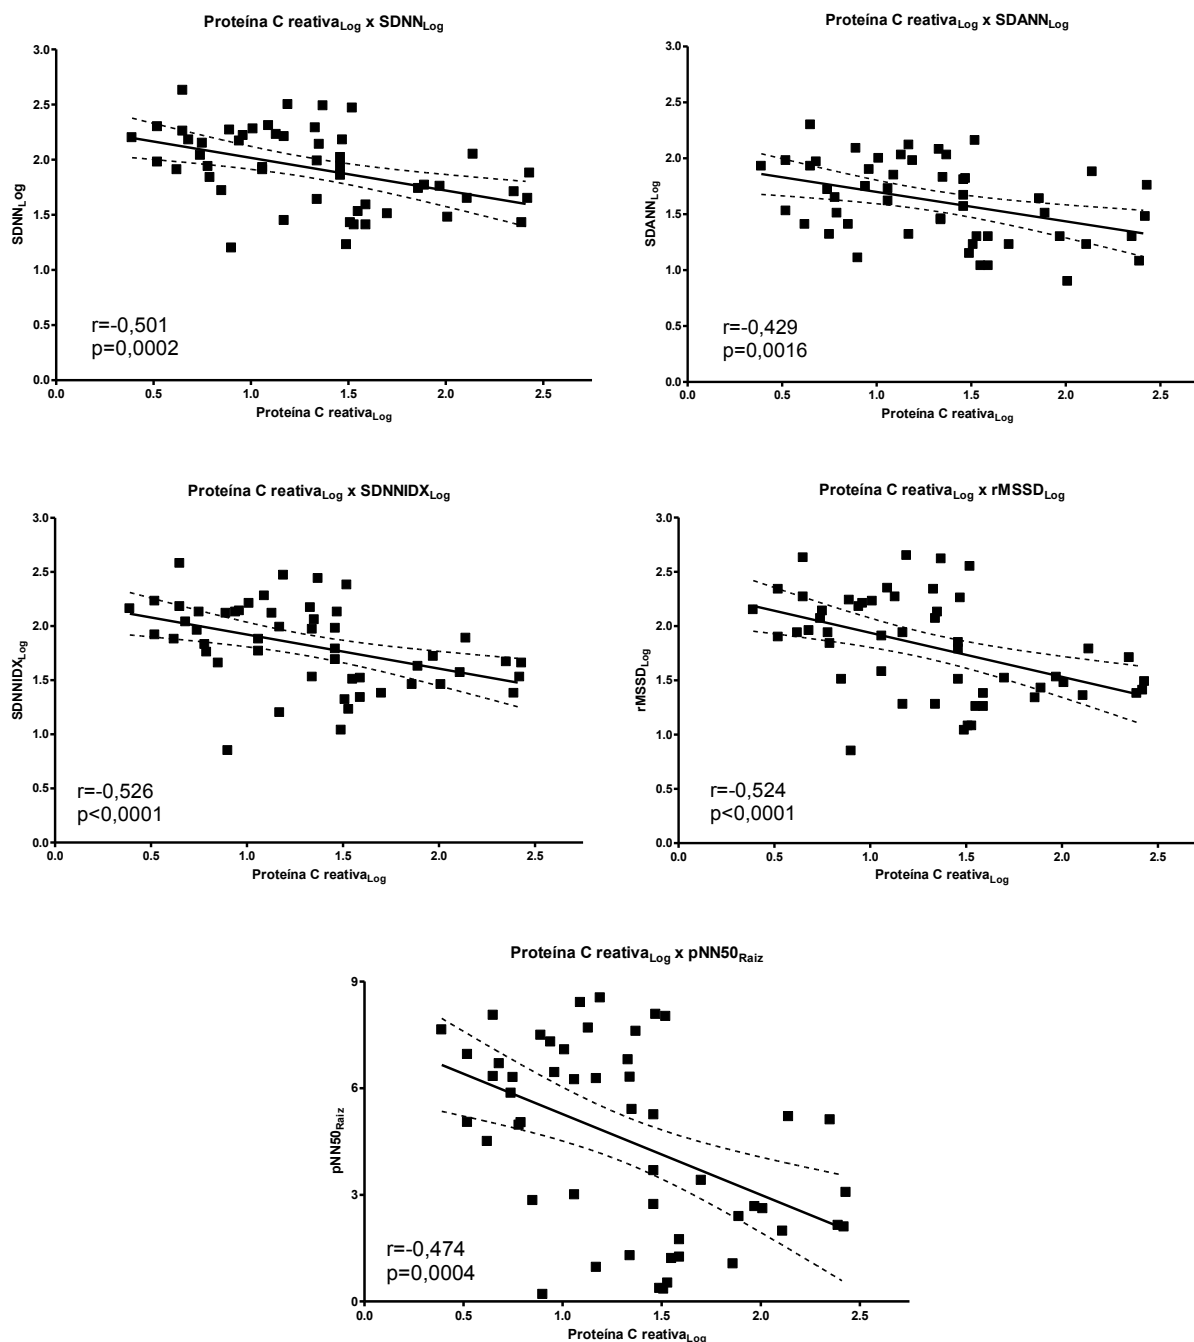 Proteína C reativaLog x SDNNLog
3.0
2.5
2.0
1.5
1.0
0.5
0.0
SDNNLog
r=-0,501
p=0,0002
0.5 1.0 1.5 2.0 2.5
Proteína C reativaLog
Proteína C reativaLog x SDANNLog
3.0
2.5
2.0
1.5
1.0
0.5
0.0
SDANNLog
r=-0,429
p=0,0016
0.5 1.0 1.5 2.0 2.5
Proteína C reativaLog
Proteína C reativaLog x SDNNIDXLog
3.0
2.5
2.0
1.5
1.0
0.5
0.0
SDNNIDXLog
r=-0,526
p<0,0001
0.0 0.5 1.0 1.5 2.0 2.5
Proteína C reativaLog
Proteína C reativaLog x rMSSDLog
3.0
2.5
2.0
1.5
1.0
0.5
0.0
rMSSDLog
r=-0,524
p<0,0001
0.0 0.5 1.0 1.5 2.0 2.5
Proteína C reativaLog
Proteína C reativaLog x pNN50Raiz
9
6
3
0
pNN50Raiz
r=-0,474
p=0,0004
0.0 0.5 1.0 1.5 2.0 2.5
Proteína C reativaLog